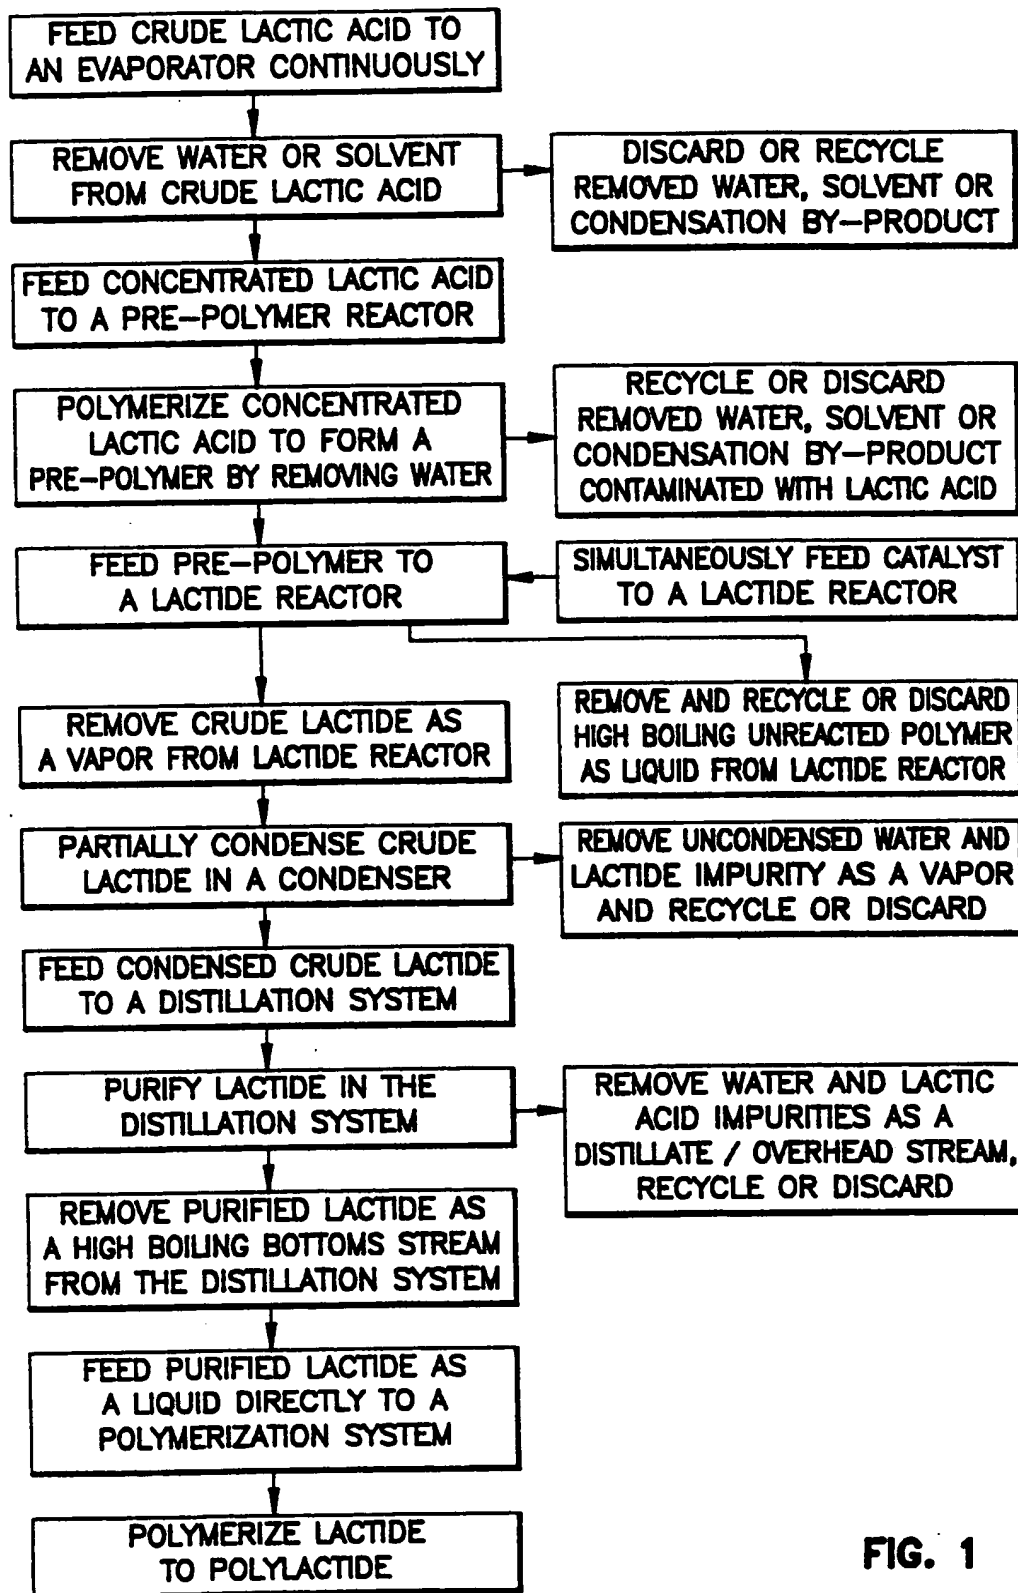 FEED CRUDE LACTIC ACID TO
AN EVAPORATOR CONTINUOUSLY
REMOVE WATER OR SOLVENT
FROM CRUDE LACTIC ACID
DISCARD OR RECYCLE
REMOVED WATER, SOLVENT OR
CONDENSATION BY-PRODUCT
FEED CONCENTRATED LACTIC ACID
TO A PRE-POLYMER REACTOR
POLYMERIZE CONCENTRATED
LACTIC ACID TO FORM A
PRE-POLYMER BY REMOVING WATER
RECYCLE OR DISCARD
REMOVED WATER, SOLVENT OR
CONDENSATION BY-PRODUCT
CONTAMINATED WITH LACTIC ACID
FEED PRE-POLYMER TO
A LACTIDE REACTOR
SIMULTANEOUSLY FEED CATALYST
TO A LACTIDE REACTOR
REMOVE CRUDE LACTIDE AS
A VAPOR FROM LACTIDE REACTOR
REMOVE AND RECYCLE OR DISCARD
HIGH BOILING UNREACTED POLYMER
AS LIQUID FROM LACTIDE REACTOR
PARTIALLY CONDENSE CRUDE
LACTIDE IN A CONDENSER
REMOVE UNCONDENSED WATER AND
LACTIDE IMPURITY AS A VAPOR
AND RECYCLE OR DISCARD
FEED CONDENSED CRUDE LACTIDE
TO A DISTILLATION SYSTEM
PURIFY LACTIDE IN THE
DISTILLATION SYSTEM
REMOVE WATER AND LACTIC
ACID IMPURITIES AS A
DISTILLATE / OVERHEAD STREAM,
RECYCLE OR DISCARD
REMOVE PURIFIED LACTIDE AS
A HIGH BOILING BOTTOMS STREAM
FROM THE DISTILLATION SYSTEM
FEED PURIFIED LACTIDE AS
A LIQUID DIRECTLY TO A
POLYMERIZATION SYSTEM
POLYMERIZE LACTIDE
TO POLYLACTIDE
FIG. 1